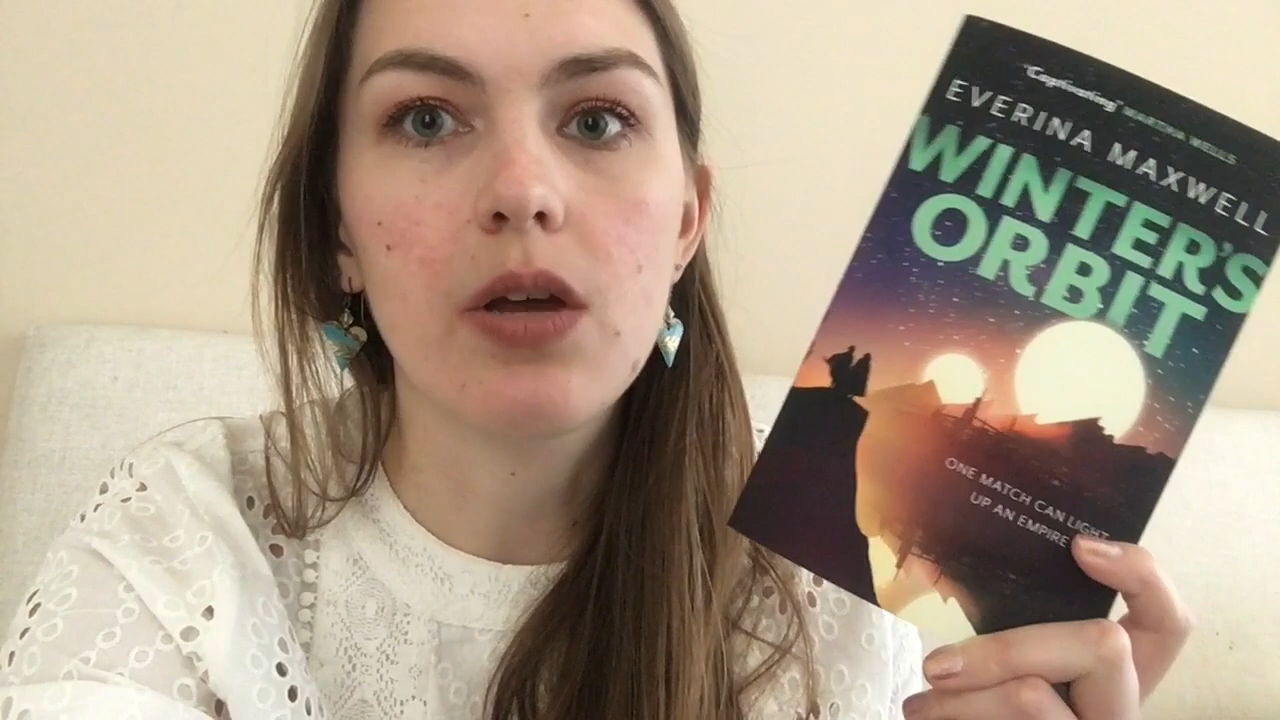 'Captivating' MARTHA WELLS
EVERINA MAXWELL
WINTER'S
ORBIT
ONE MATCH CAN LIGHT
UP AN EMPIRE